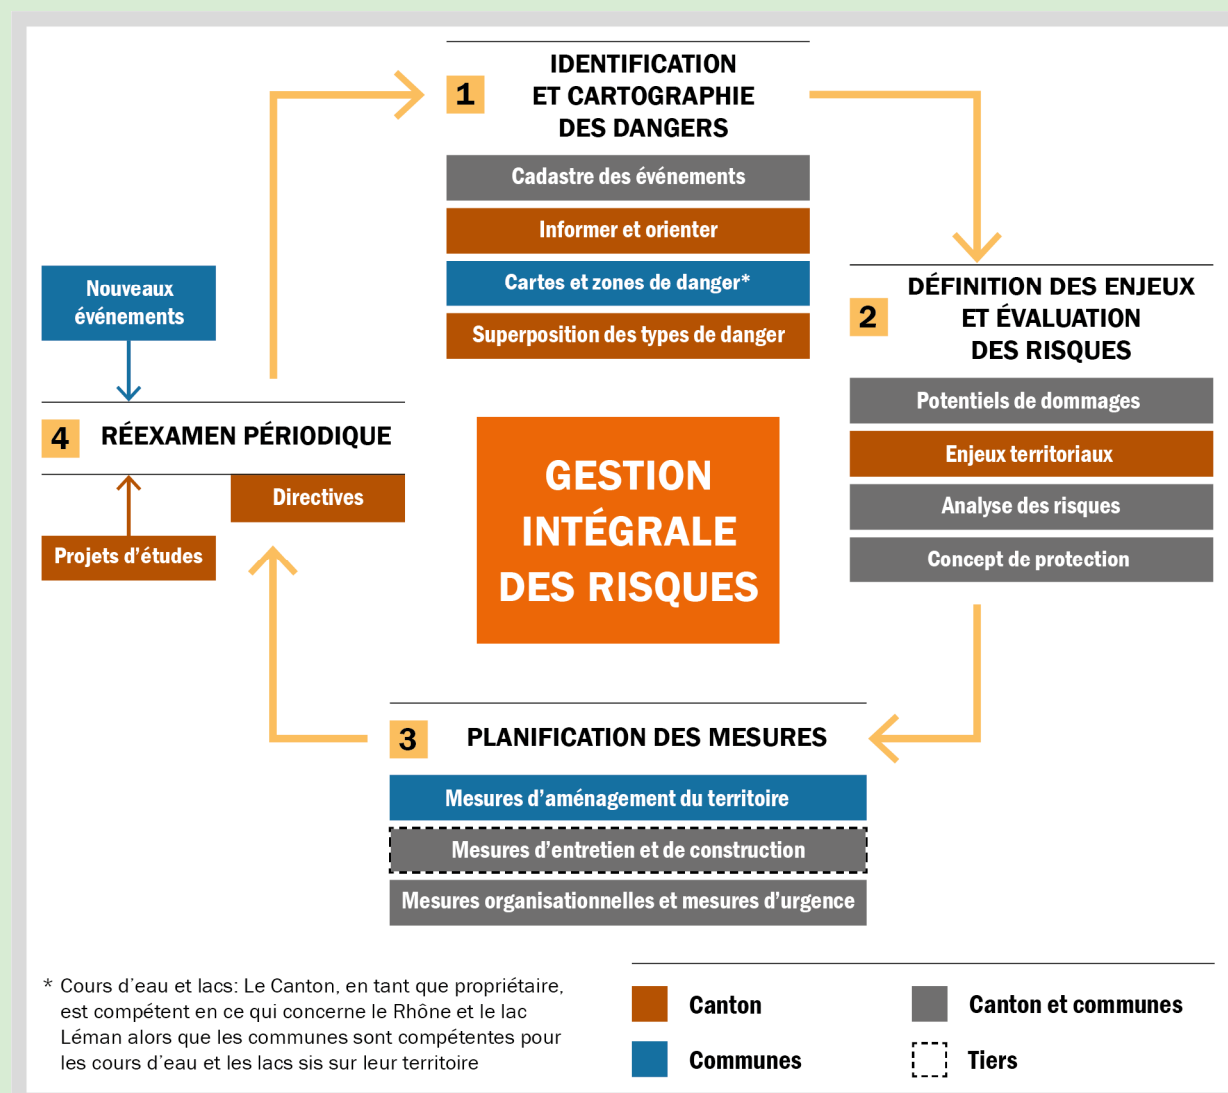 1
IDENTIFICATION
ET CARTOGRAPHIE
DES DANGERS
Cadastre des événements
Informer et orienter
Cartes et zones de danger*
Superposition des types de danger
2
DÉFINITION DES ENJEUX
ET ÉVALUATION
DES RISQUES
Potentiels de dommages
Enjeux territoriaux
Analyse des risques
Concept de protection
Nouveaux
événements
4 RÉEXAMEN PÉRIODIQUE
Directives
Projets d’études
GESTION
INTÉGRALE
DES RISQUES
3 PLANIFICATION DES MESURES
Mesures d’aménagement du territoire
Mesures d’entretien et de construction
Mesures organisationnelles et mesures d’urgence
* Cours d’eau et lacs: Le Canton, en tant que propriétaire,
est compétent en ce qui concerne le Rhône et le lac
Léman alors que les communes sont compétentes pour
les cours d’eau et les lacs sis sur leur territoire
Canton
Canton et communes
Communes
Tiers